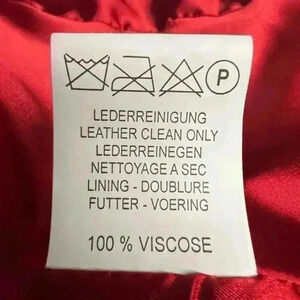 P
LEDERREINIGUNG
LEATHER CLEAN ONLY
LEDERREINEGEN
NETTOYAGE A SEC
LINING - DOUBLURE
FUTTER - VOERING
100 % VISCOSE